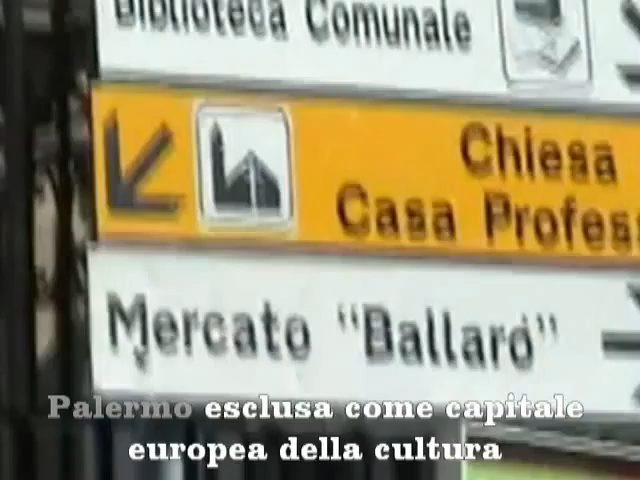 Biblioteca Comunale
Chiesa
Casa Profes
Mercato "Ballarò"
Palermo esclusa come capitale
europea della cultura